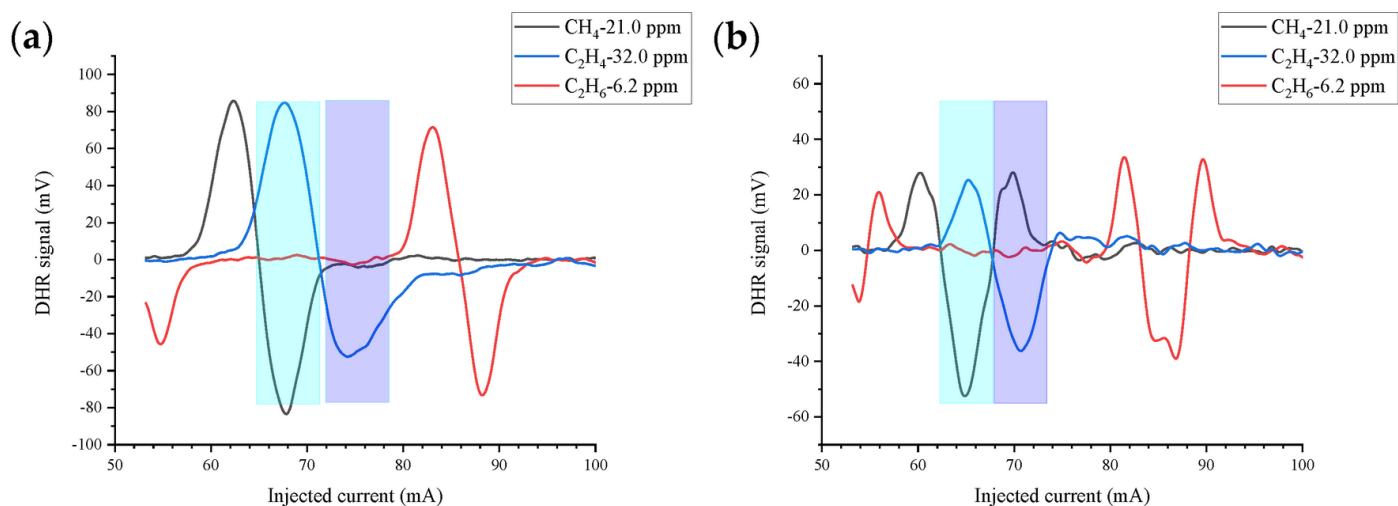 (a)
CH₄-21.0 ppm
C₂H₄-32.0 ppm
C₂H₆-6.2 ppm
100
80
60
40
20
0
-20
-40
-60
-80
-100
DHR signal (mV)
50 60 70 80 90 100
Injected current (mA)
(b)
CH₄-21.0 ppm
C₂H₄-32.0 ppm
C₂H₆-6.2 ppm
60
40
20
0
-20
-40
-60
DHR signal (mV)
50 60 70 80 90 100
Injected current (mA)